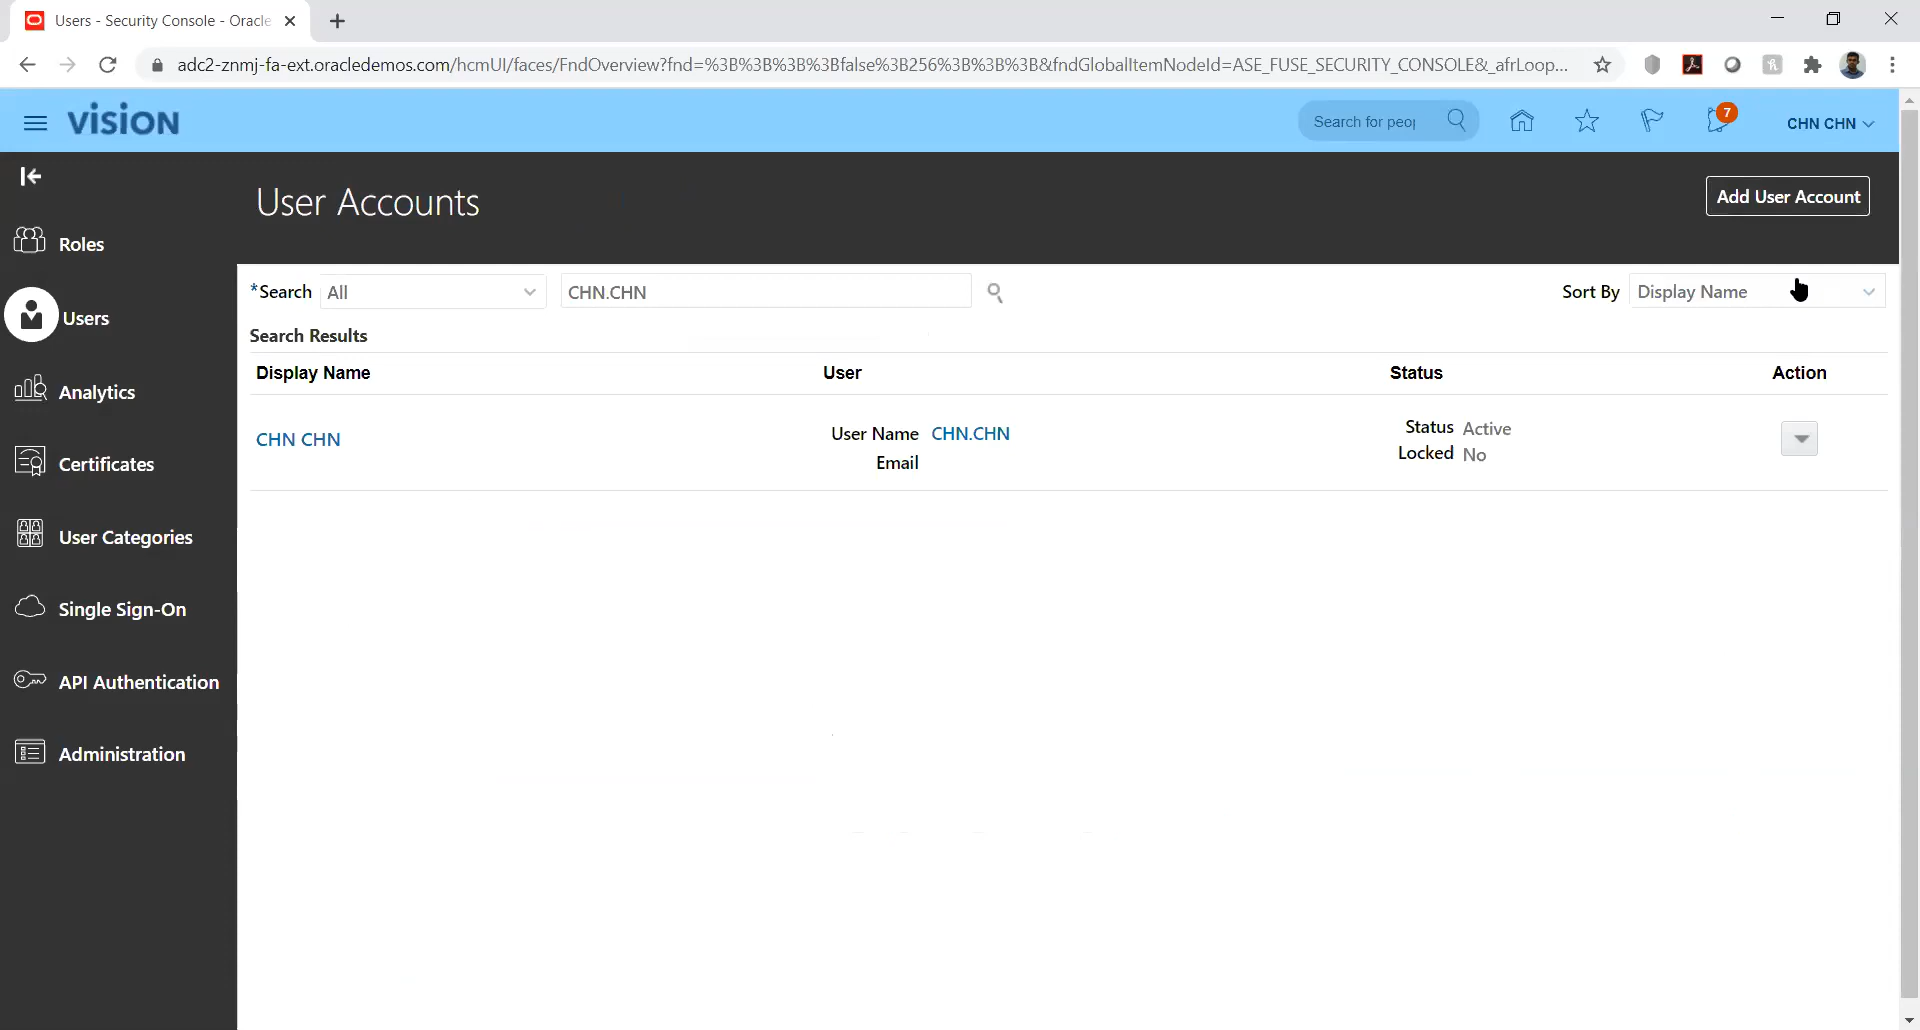 Users - Security Console - Oracle
adc2-znmj-fa-ext.oracledemos.com/hcmUI/faces/FndOverview?fnd=%3B%3B%3B%3Bfalse%3B256%3B%3B%3B&fndGlobalItemNodeId=ASE_FUSE_SECURITY_CONSOLE&_afrLoop...
VISION
Search for peop
7
CHN CHN
User Accounts
Add User Account
Roles
Users
Analytics
Certificates
User Categories
Single Sign-On
API Authentication
Administration
*Search All CHN.CHN Sort By Display Name
Search Results
Display Name User Status Action
CHN CHN
User Name CHN.CHN
Email
Status Active
Locked No